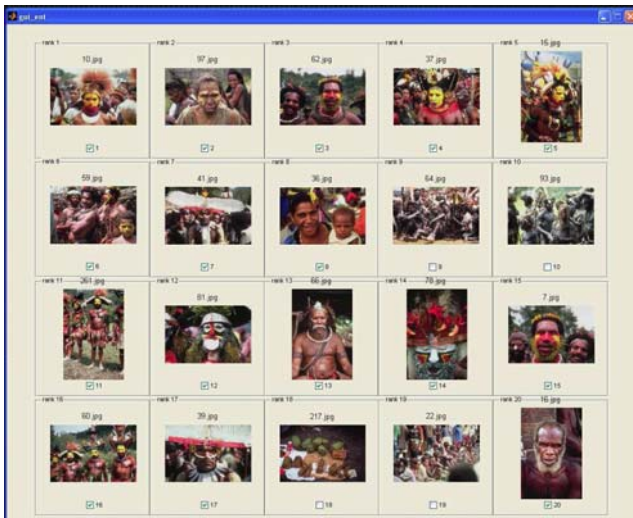 gui_ent
rank 1
rank 2
rank 3
rank 4
rank 5
10.jpg
97.jpg
62.jpg
37.jpg
15.jpg
1
2
3
4
5
rank 6
rank 7
rank 8
rank 9
rank 10
59.jpg
41.jpg
36.jpg
64.jpg
93.jpg
6
7
8
9
10
rank 11
rank 12
rank 13
rank 14
rank 15
261.jpg
81.jpg
66.jpg
78.jpg
7.jpg
11
12
13
14
15
rank 16
rank 17
rank 18
rank 19
rank 20
60.jpg
39.jpg
217.jpg
22.jpg
16.jpg
16
17
18
19
20